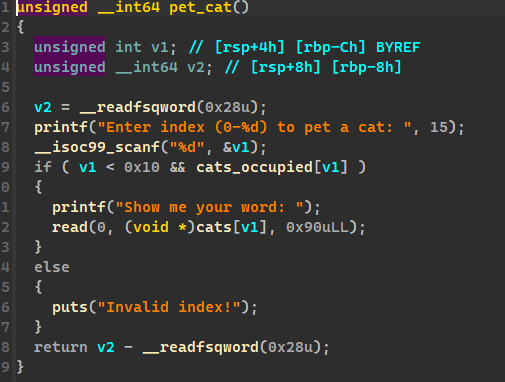 1 unsigned __int64 pet_cat()
2 {
3 unsigned int v1; // [rsp+4h] [rbp-Ch] BYREF
4 unsigned __int64 v2; // [rsp+8h] [rbp-8h]
5
6 v2 = __readfsqword(0x28u);
7 printf("Enter index (0-%d) to pet a cat: ", 15);
8 __isoc99_scanf("%d", &v1);
9 if ( v1 < 0x10 && cats_occupied[v1] )
0 {
1 printf("Show me your word: ");
2 read(0, (void *)cats[v1], 0x90uLL);
3 }
4 else
5 {
6 puts("Invalid index!");
7 }
8 return v2 - __readfsqword(0x28u);
9 }